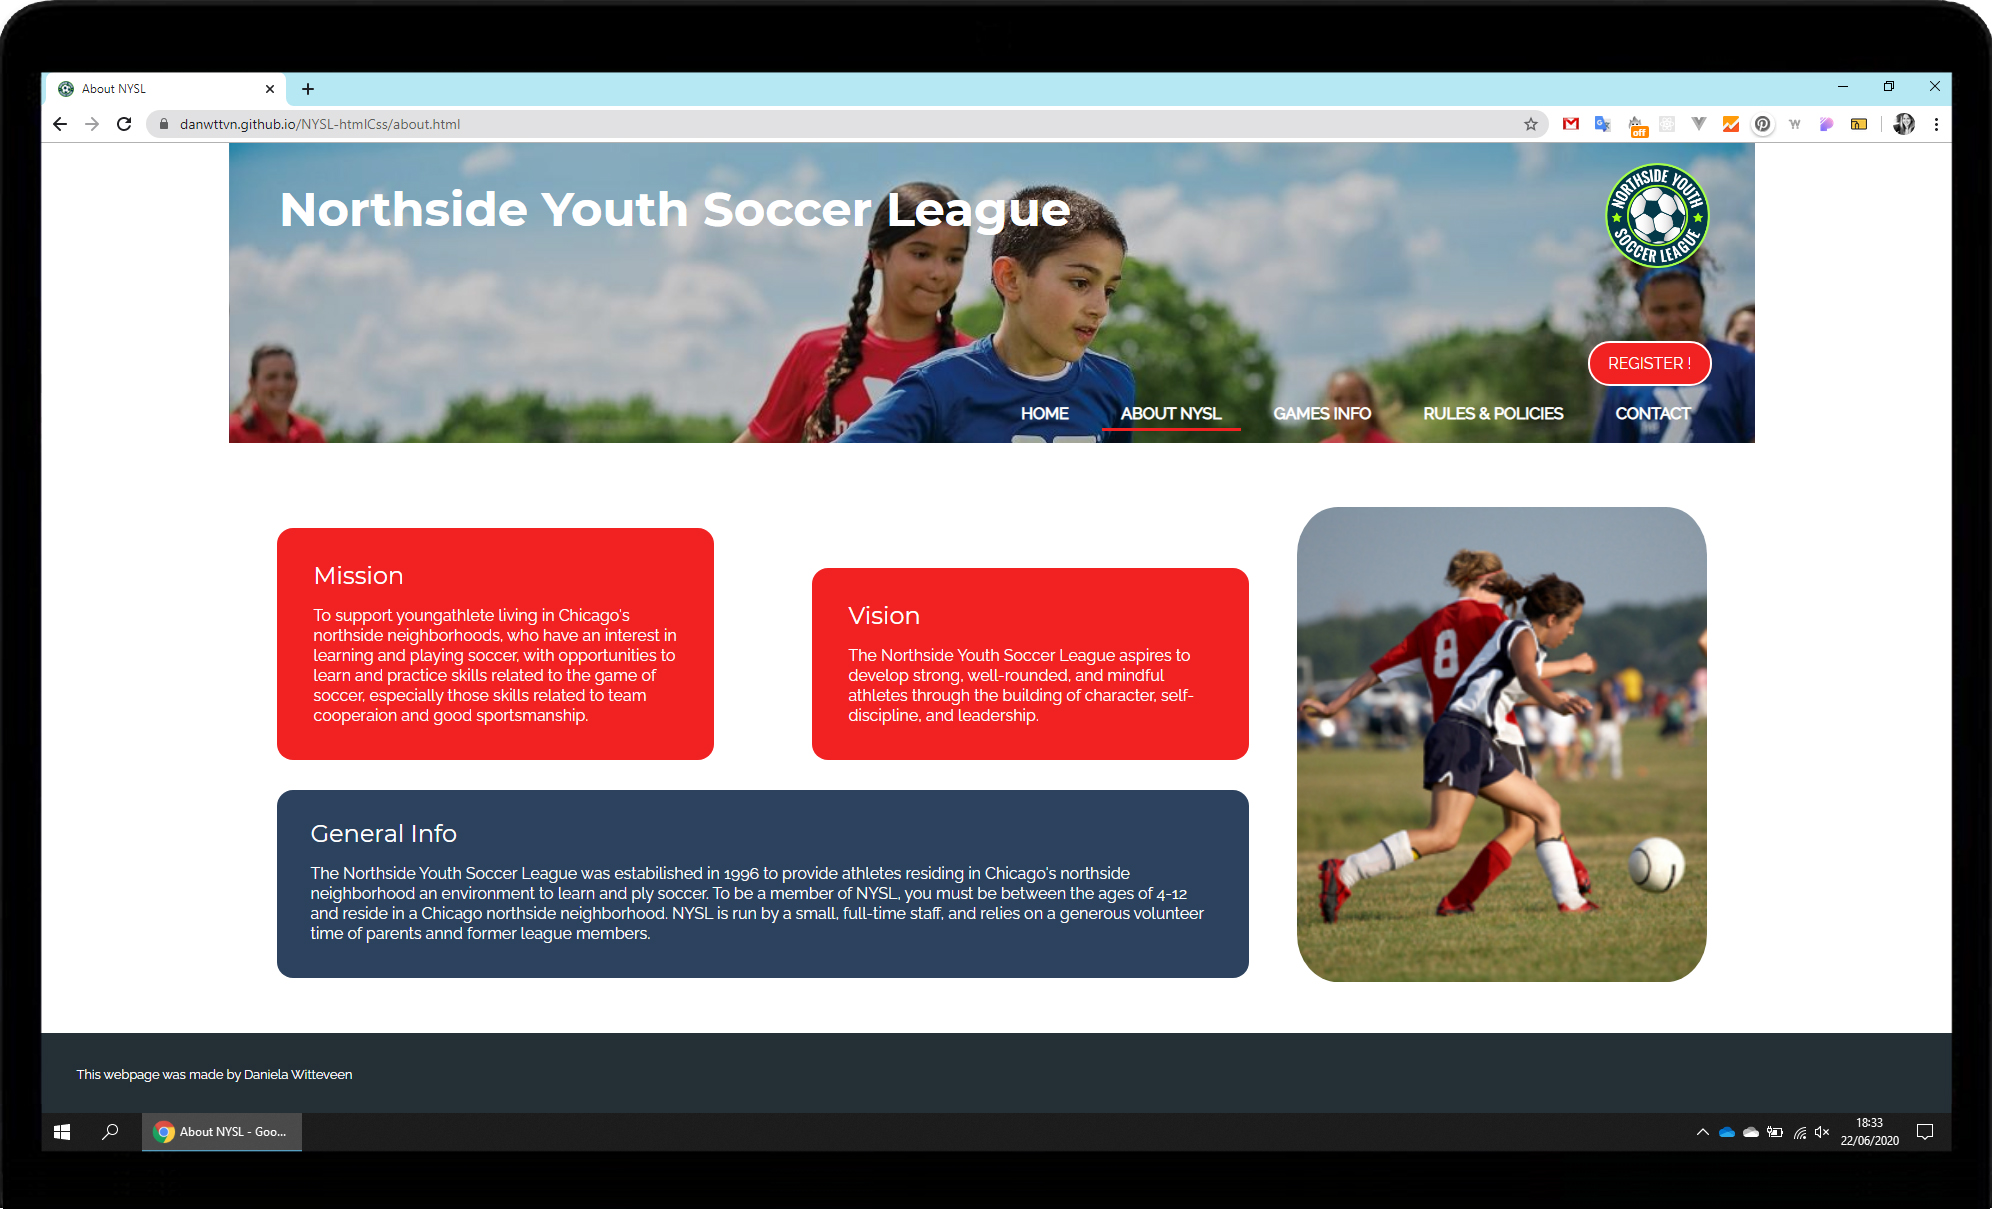 About NYSL
danwttvn.github.io/NYSL-htmlCss/about.html
off
Northside Youth Soccer League
NORTHSIDE YOUTH
SOCCER LEAGUE
REGISTER !
HOME ABOUT NYSL GAMES INFO RULES & POLICIES CONTACT
Mission
To support youngathlete living in Chicago's
northside neighborhoods, who have an interest in
learning and playing soccer, with opportunities to
learn and practice skills related to the game of
soccer, especially those skills related to team
cooperaion and good sportsmanship.
Vision
The Northside Youth Soccer League aspires to
develop strong, well-rounded, and mindful
athletes through the building of character, self-
discipline, and leadership.
8
General Info
The Northside Youth Soccer League was estabilished in 1996 to provide athletes residing in Chicago's northside
neighborhood an environment to learn and ply soccer. To be a member of NYSL, you must be between the ages of 4-12
and reside in a Chicago northside neighborhood. NYSL is run by a small, full-time staff, and relies on a generous volunteer
time of parents annd former league members.
This webpage was made by Daniela Witteveen
About NYSL - Goo...
18:33
22/06/2020